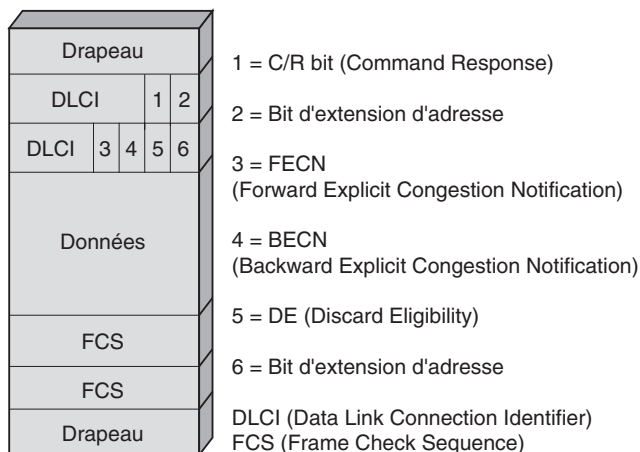 Drapeau
DLCI 1 2
DLCI 3 4 5 6
Données
FCS
FCS
Drapeau
1 = C/R bit (Command Response)
2 = Bit d'extension d'adresse
3 = FECN
(Forward Explicit Congestion Notification)
4 = BECN
(Backward Explicit Congestion Notification)
5 = DE (Discard Eligibility)
6 = Bit d'extension d'adresse
DLCI (Data Link Connection Identifier)
FCS (Frame Check Sequence)